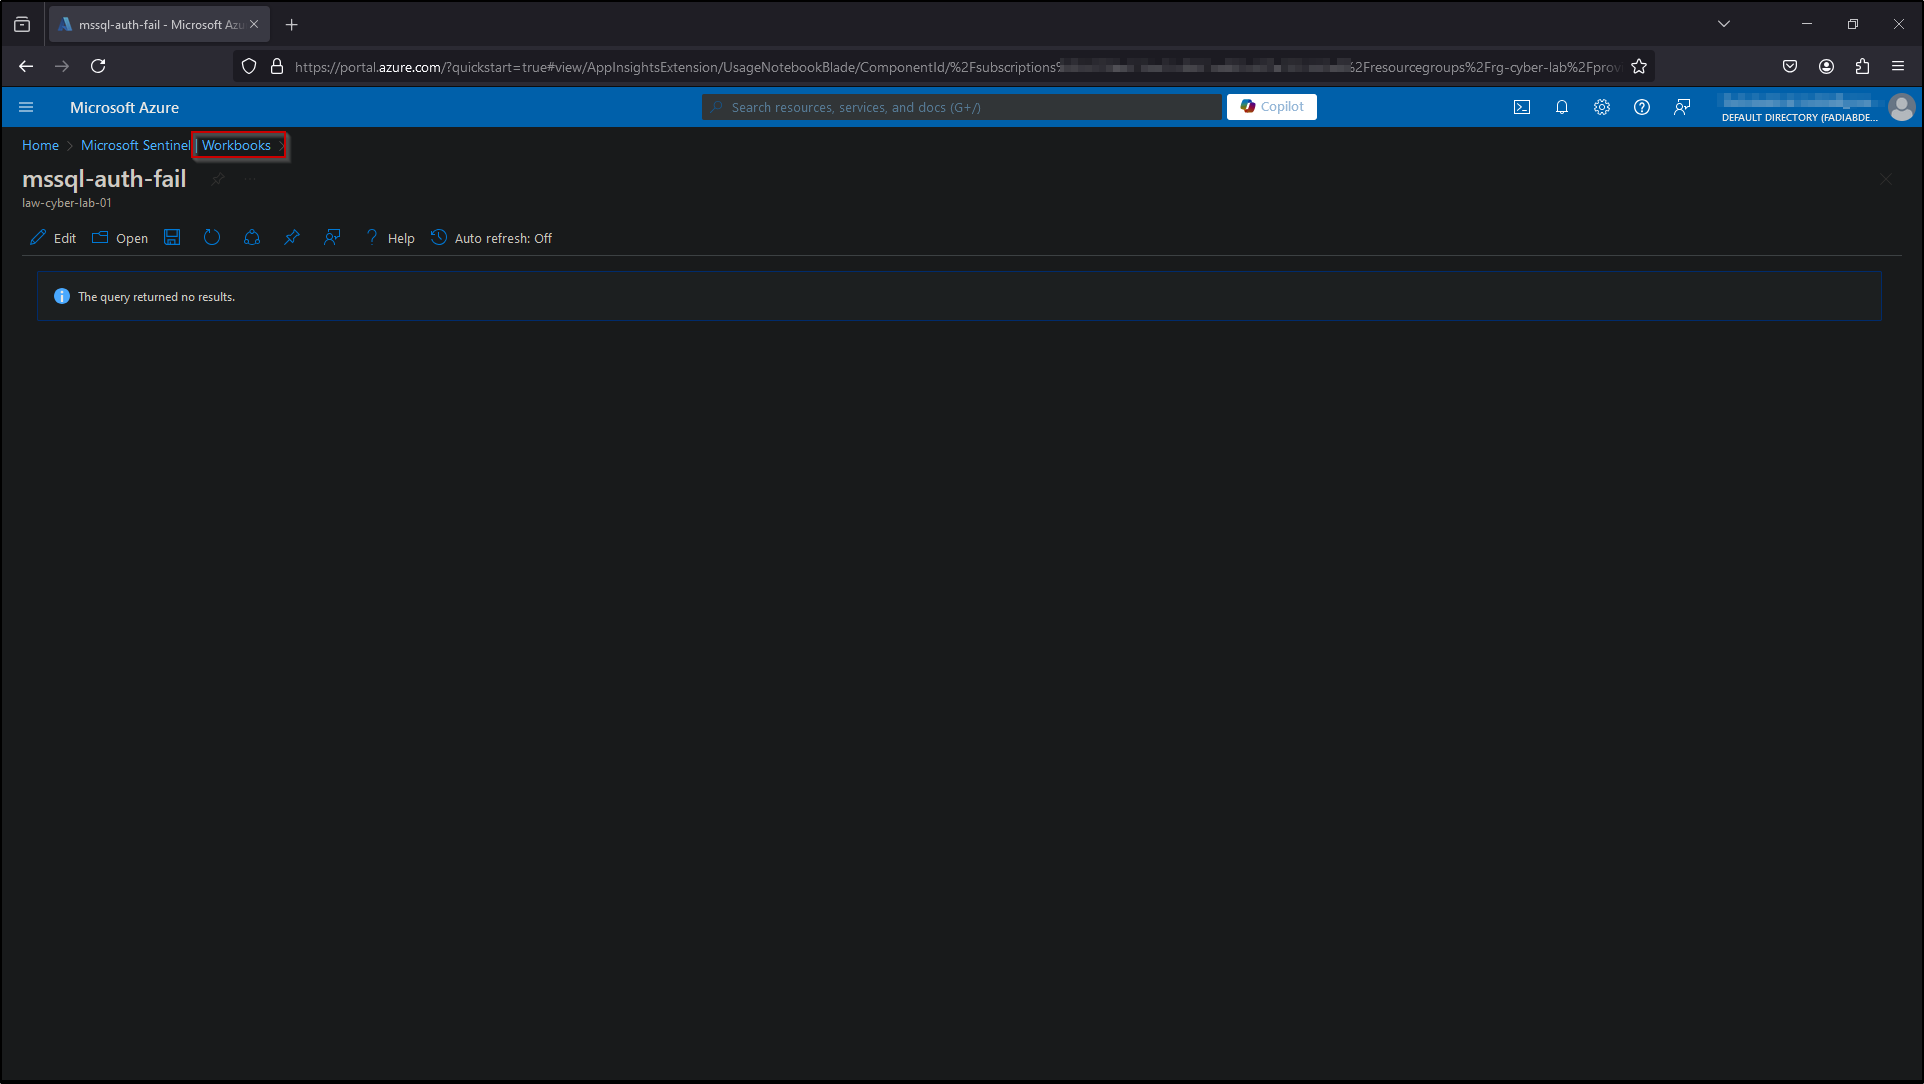 mssql-auth-fail - Microsoft Azu
https://portal.azure.com/?quickstart=true#view/AppInsightsExtension/UsageNotebookBlade/ComponentId/%2Fsubscriptions%2Fresourcegroups%2Frg-cyber-lab%2Fprov
Microsoft Azure
Search resources, services, and docs (G+/)
Copilot
DEFAULT DIRECTORY (FADIABDE...
Home > Microsoft Sentinel | Workbooks >
mssql-auth-fail
law-cyber-lab-01
Edit Open Help Auto refresh: Off
The query returned no results.